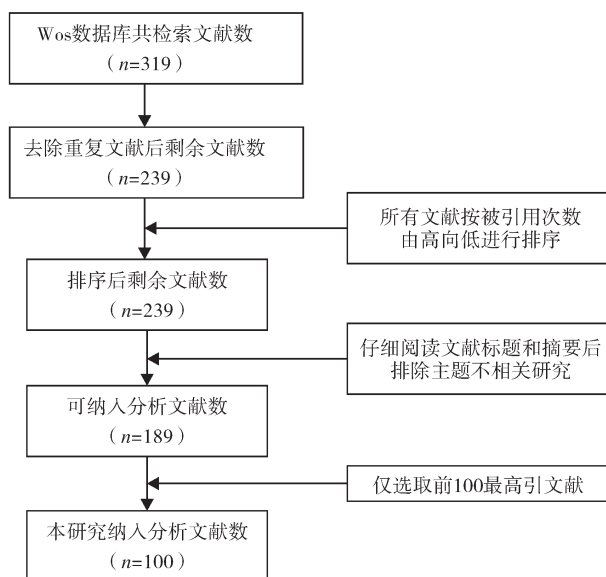 Wos数据库共检索文献数
（n=319）
去除重复文献后剩余文献数
（n=239）
所有文献按被引用次数
由高向低进行排序
排序后剩余文献数
（n=239）
仔细阅读文献标题和摘要后
排除主题不相关研究
可纳入分析文献数
（n=189）
仅选取前100最高引文献
本研究纳入分析文献数
（n=100）